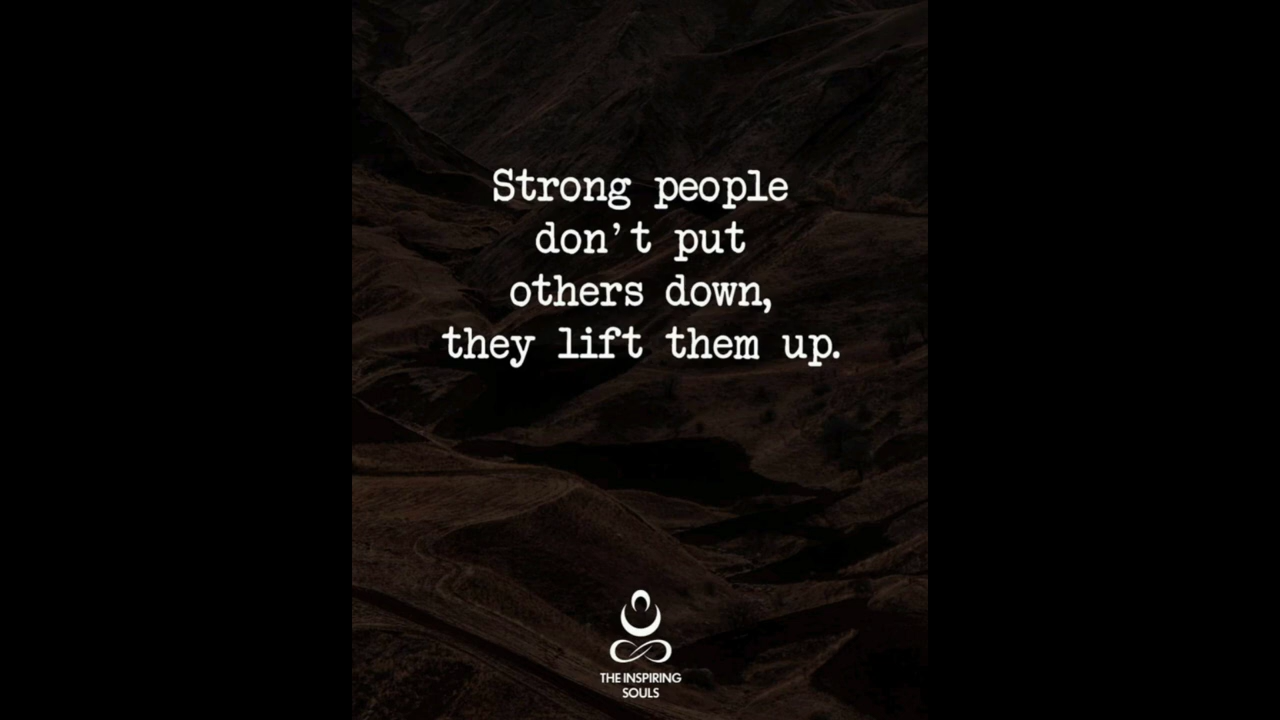 Strong people
don’t put
others down,
they lift them up.
THE INSPIRING
SOULS